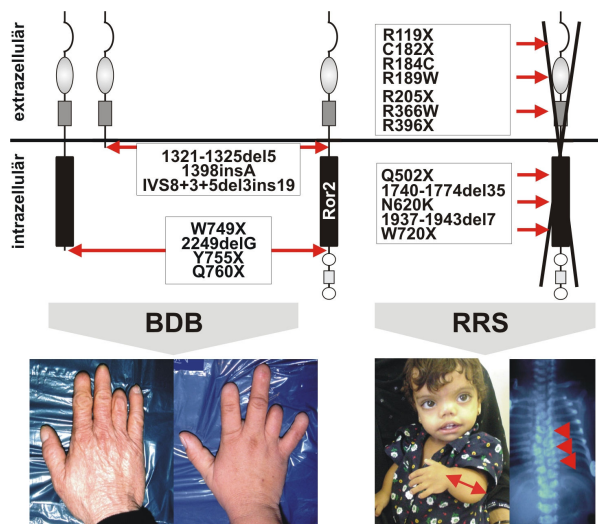 extrazellulär
intrazellulär
1321-1325del5
1398insA
IVS8+3+5del3ins19
W749X
2249delG
Y755X
Q760X
Ror2
R119X
C182X
R184C
R189W
R205X
R366W
R396X
Q502X
1740-1774del35
N620K
1937-1943del7
W720X
BDB
RRS